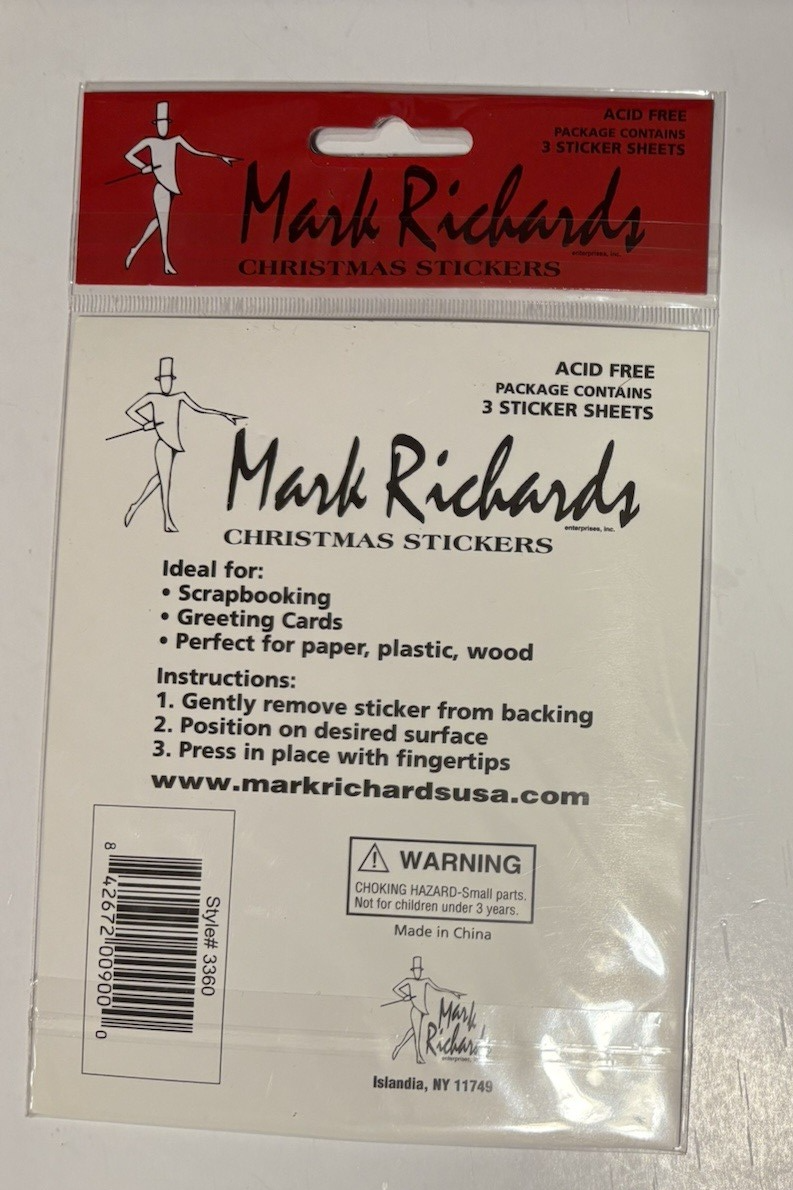 ACID FREE
PACKAGE CONTAINS
3 STICKER SHEETS
Mark Richards
enterprises, inc.
CHRISTMAS STICKERS
ACID FREE
PACKAGE CONTAINS
3 STICKER SHEETS
Mark Richards
enterprises, inc.
CHRISTMAS STICKERS
Ideal for:
• Scrapbooking
• Greeting Cards
• Perfect for paper, plastic, wood
Instructions:
1. Gently remove sticker from backing
2. Position on desired surface
3. Press in place with fingertips
www.markrichardsusa.com
Style# 3360
8 42672 00900 0
WARNING
CHOKING HAZARD-Small parts.
Not for children under 3 years.
Made in China
Mark
Richards
Islandia, NY 11749